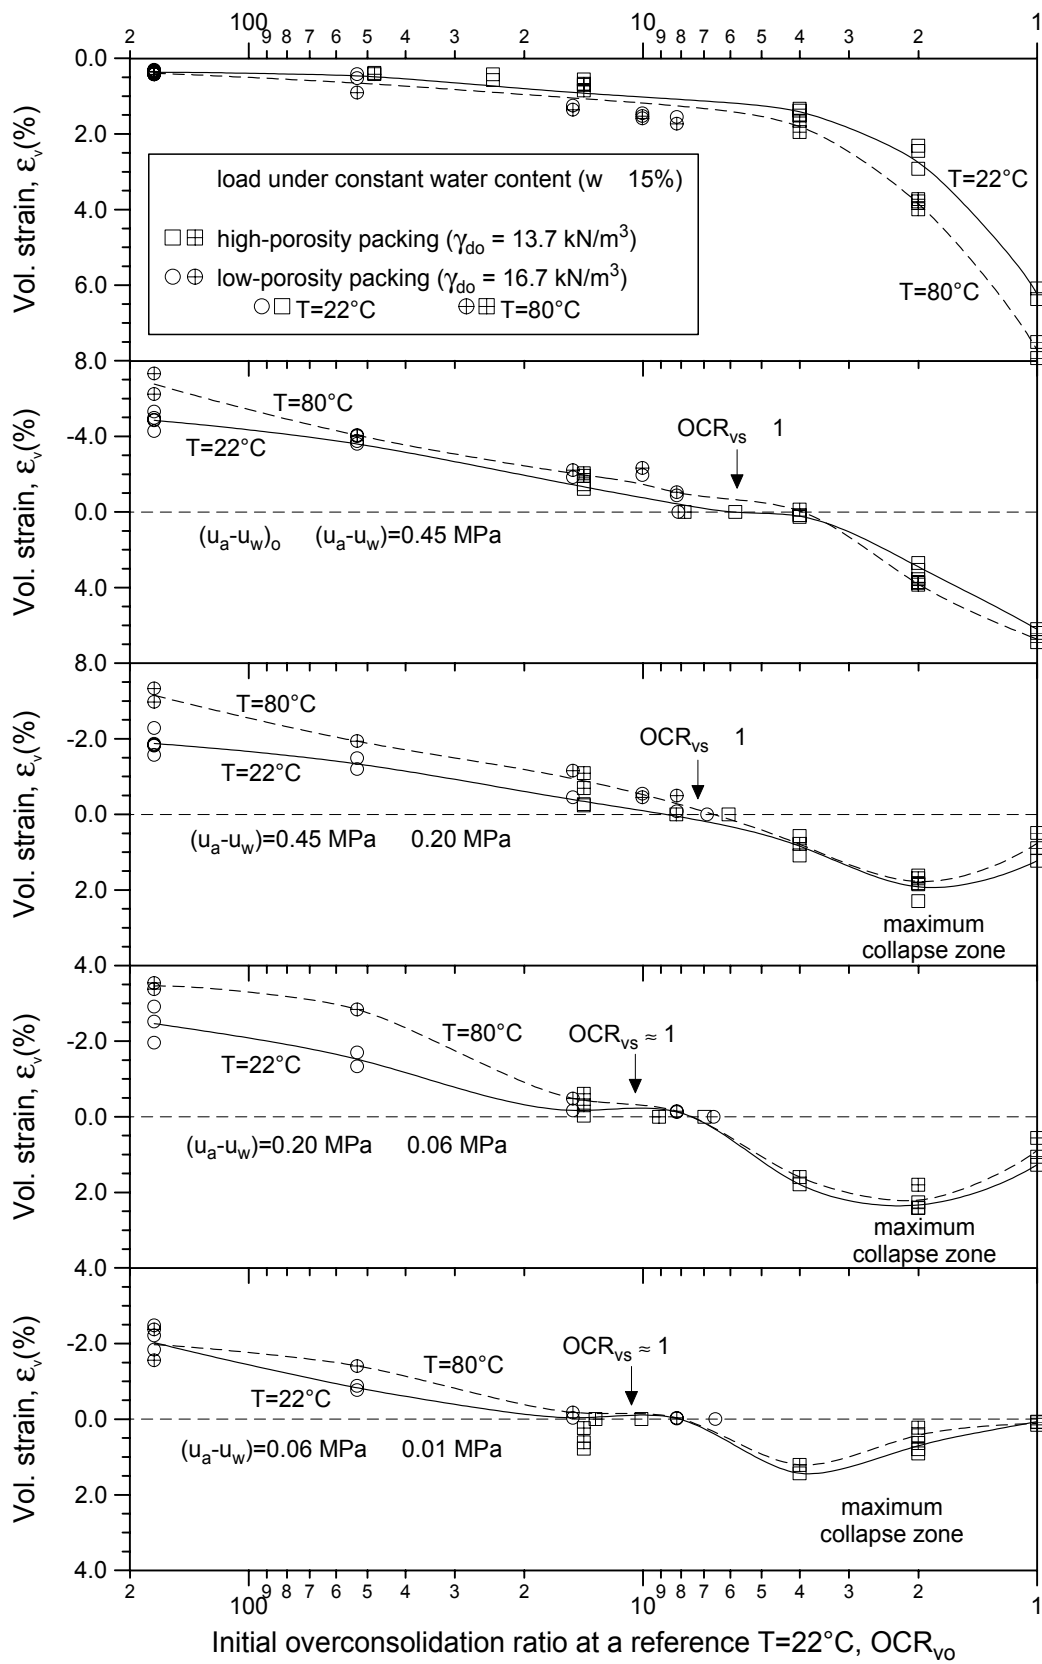 100 10 1
2 9 8 7 6 5 4 3 2 9 8 7 6 5 4 3 2
Vol. strain, εv(%)
0.0
2.0
4.0
6.0
8.0
load under constant water content (w 15%)
high-porosity packing (γdo = 13.7 kN/m³)
low-porosity packing (γdo = 16.7 kN/m³)
T=22°C T=80°C
T=22°C
T=80°C
Vol. strain, εv(%)
-4.0
0.0
4.0
8.0
T=80°C
T=22°C
OCRvs 1
(ua-uw)o (ua-uw)=0.45 MPa
Vol. strain, εv(%)
-2.0
0.0
2.0
4.0
T=80°C
T=22°C
OCRvs 1
(ua-uw)=0.45 MPa 0.20 MPa
maximum
collapse zone
Vol. strain, εv(%)
-2.0
0.0
2.0
4.0
T=80°C
T=22°C
OCRvs ≈ 1
(ua-uw)=0.20 MPa 0.06 MPa
maximum
collapse zone
Vol. strain, εv(%)
-2.0
0.0
2.0
4.0
T=80°C
T=22°C
OCRvs ≈ 1
(ua-uw)=0.06 MPa 0.01 MPa
maximum
collapse zone
2 9 8 7 6 5 4 3 2 9 8 7 6 5 4 3 2
100 10 1
Initial overconsolidation ratio at a reference T=22°C, OCRvo